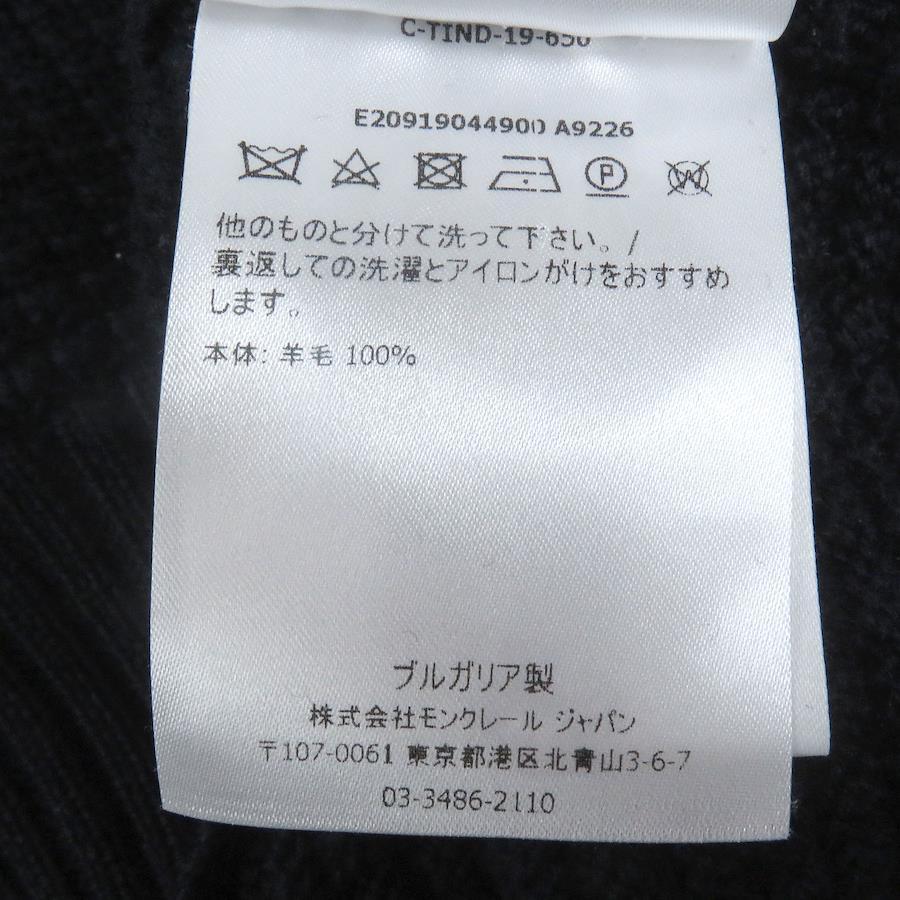 C-TIND-19-650
E20919044900 A9226
P
W
他のものと分けて洗って下さい。/
裏返しての洗濯とアイロンがけをおすすめ
します。
本体: 羊毛 100%
ブルガリア製
株式会社モンクレール ジャパン
〒107-0061 東京都港区北青山3-6-7
03-3486-2110